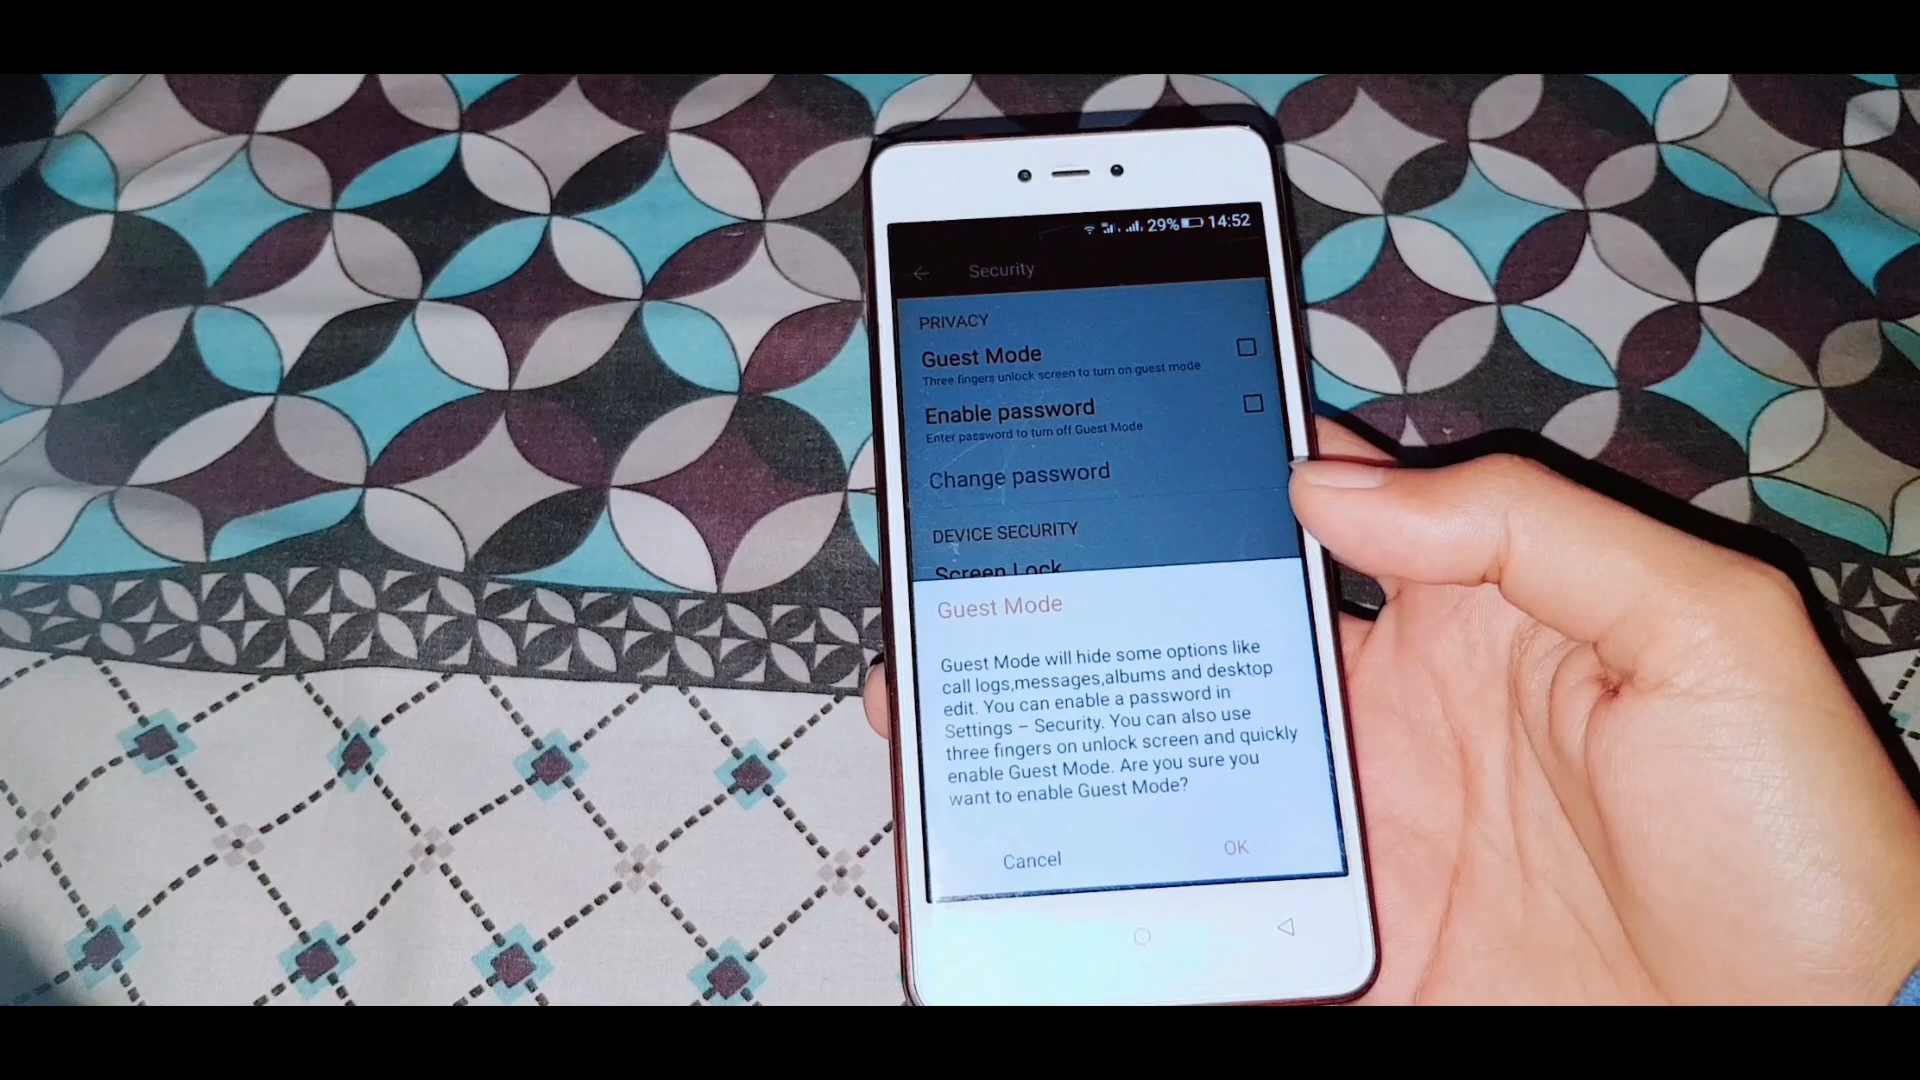 29% 14:52
Security
PRIVACY
Guest Mode
Three fingers unlock screen to turn on guest mode
Enable password
Enter password to turn off Guest Mode
Change password
DEVICE SECURITY
Screen Lock
Guest Mode
Guest Mode will hide some options like
call logs,messages,albums and desktop
edit. You can enable a password in
Settings – Security. You can also use
three fingers on unlock screen and quickly
enable Guest Mode. Are you sure you
want to enable Guest Mode?
Cancel OK